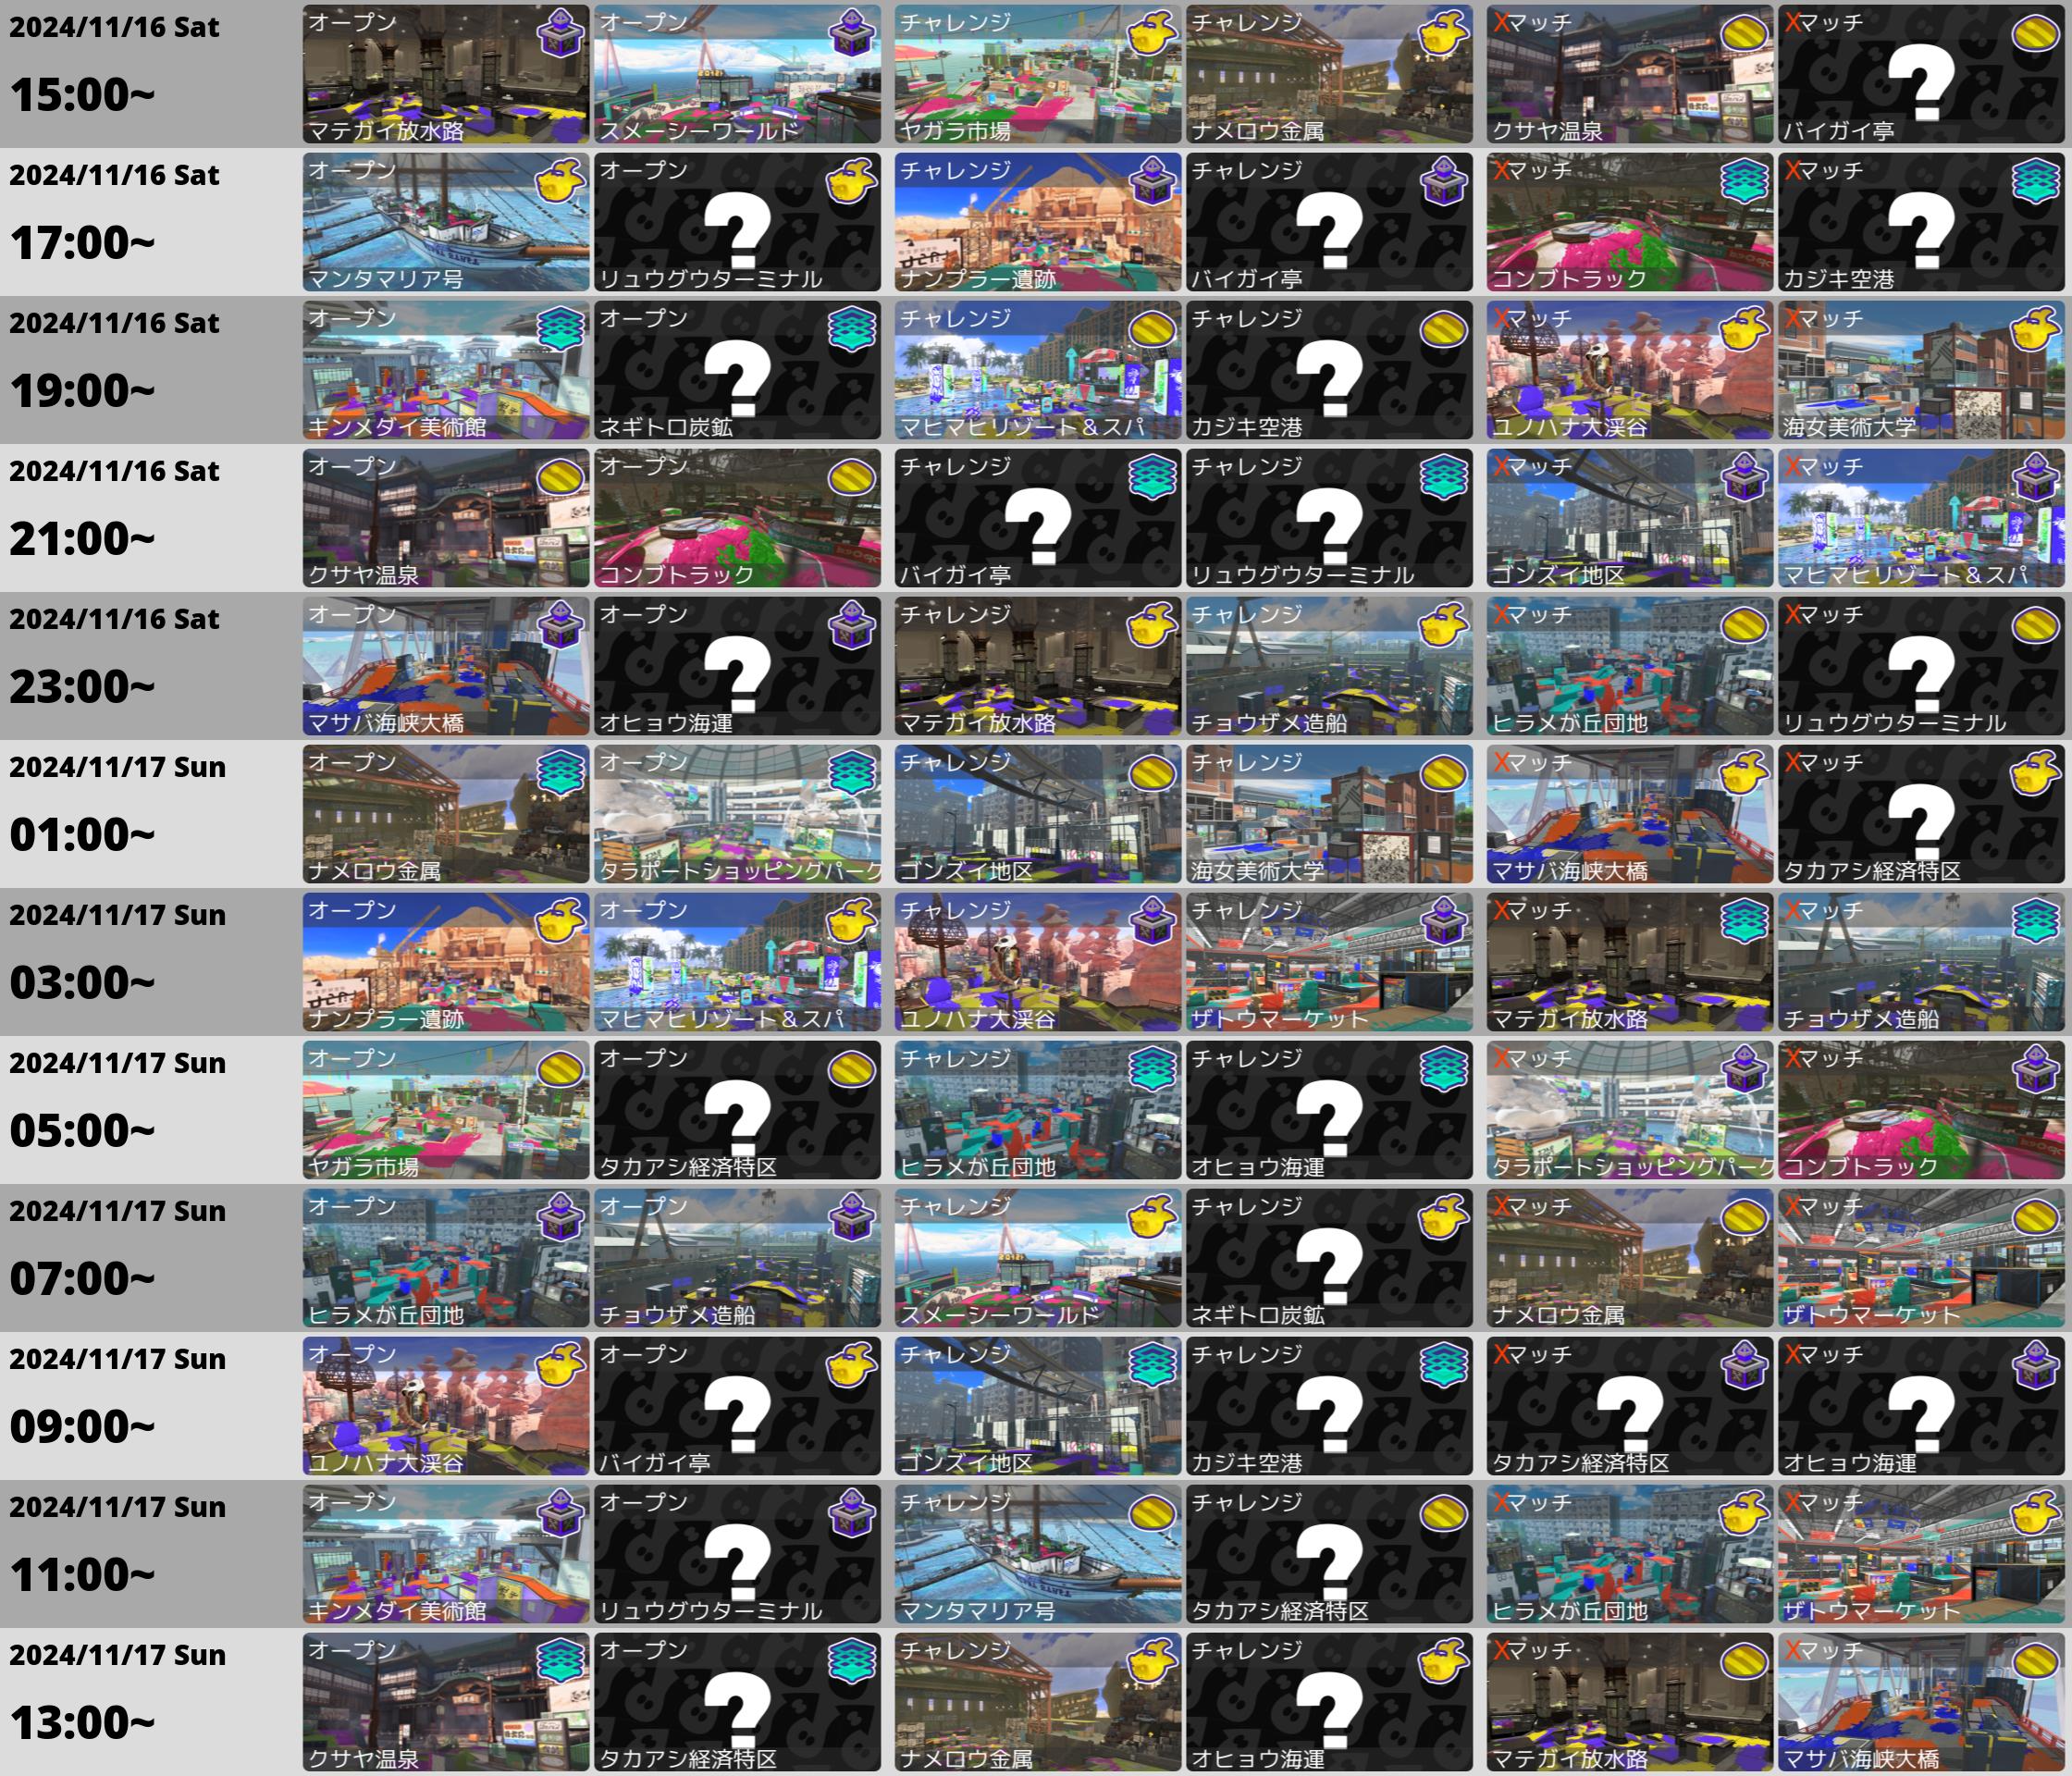 2024/11/16 Sat
15:00~
オープン オープン チャレンジ チャレンジ Xマッチ Xマッチ
マテガイ放水路 スメーシーワールド ヤガラ市場 ナメロウ金属 クサヤ温泉 バイガイ亭
2024/11/16 Sat
17:00~
オープン オープン チャレンジ チャレンジ Xマッチ Xマッチ
マンタマリア号 リュウグウターミナル ナンプラー遺跡 バイガイ亭 コンブトラック カジキ空港
2024/11/16 Sat
19:00~
オープン オープン チャレンジ チャレンジ Xマッチ Xマッチ
キンメダイ美術館 ネギトロ炭鉱 マヒマヒリゾート&スパ カジキ空港 ユノハナ大渓谷 海女美術大学
2024/11/16 Sat
21:00~
オープン オープン チャレンジ チャレンジ Xマッチ Xマッチ
クサヤ温泉 コンブトラック バイガイ亭 リュウグウターミナル ゴンズイ地区 マヒマヒリゾート&スパ
2024/11/16 Sat
23:00~
オープン オープン チャレンジ チャレンジ Xマッチ Xマッチ
マサバ海峡大橋 オヒョウ海運 マテガイ放水路 チョウザメ造船 ヒラメが丘団地 リュウグウターミナル
2024/11/17 Sun
01:00~
オープン オープン チャレンジ チャレンジ Xマッチ Xマッチ
ナメロウ金属 タラポートショッピングパーク ゴンズイ地区 海女美術大学 マサバ海峡大橋 タカアシ経済特区
2024/11/17 Sun
03:00~
オープン オープン チャレンジ チャレンジ Xマッチ Xマッチ
ナンプラー遺跡 マヒマヒリゾート&スパ ユノハナ大渓谷 ザトウマーケット マテガイ放水路 チョウザメ造船
2024/11/17 Sun
05:00~
オープン オープン チャレンジ チャレンジ Xマッチ Xマッチ
ヤガラ市場 タカアシ経済特区 ヒラメが丘団地 オヒョウ海運 タラポートショッピングパーク コンブトラック
2024/11/17 Sun
07:00~
オープン オープン チャレンジ チャレンジ Xマッチ Xマッチ
ヒラメが丘団地 チョウザメ造船 スメーシーワールド ネギトロ炭鉱 ナメロウ金属 ザトウマーケット
2024/11/17 Sun
09:00~
オープン オープン チャレンジ チャレンジ Xマッチ Xマッチ
ユノハナ大渓谷 バイガイ亭 ゴンズイ地区 カジキ空港 タカアシ経済特区 オヒョウ海運
2024/11/17 Sun
11:00~
オープン オープン チャレンジ チャレンジ Xマッチ Xマッチ
キンメダイ美術館 リュウグウターミナル マンタマリア号 タカアシ経済特区 ヒラメが丘団地 ザトウマーケット
2024/11/17 Sun
13:00~
オープン オープン チャレンジ チャレンジ Xマッチ Xマッチ
クサヤ温泉 タカアシ経済特区 ナメロウ金属 オヒョウ海運 マテガイ放水路 マサバ海峡大橋